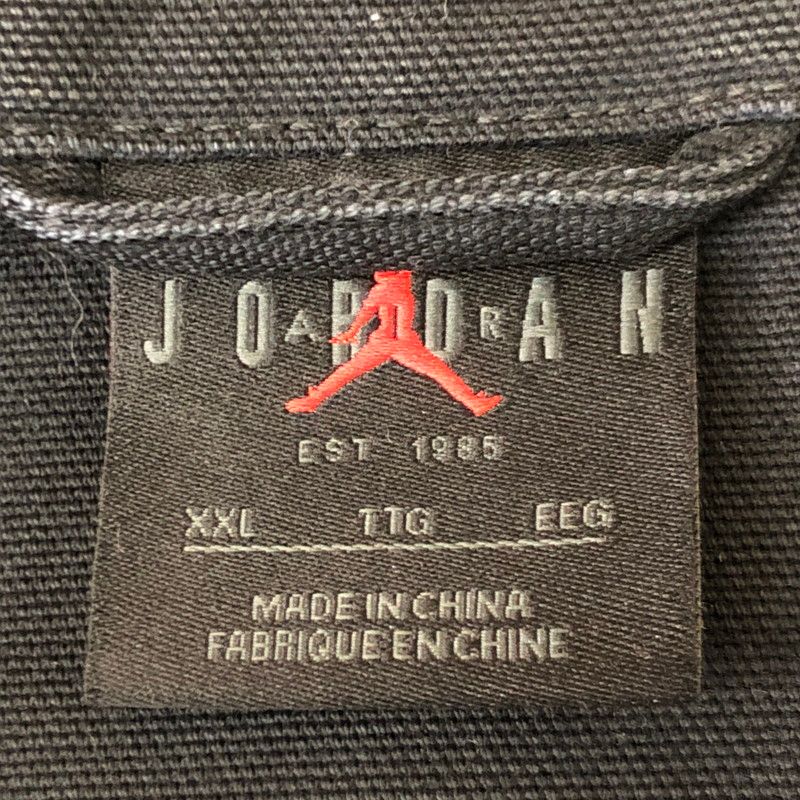 JORDAN
A R
EST 1985
XXL TTG EEG
MADE IN CHINA
FABRIQUE EN CHINE